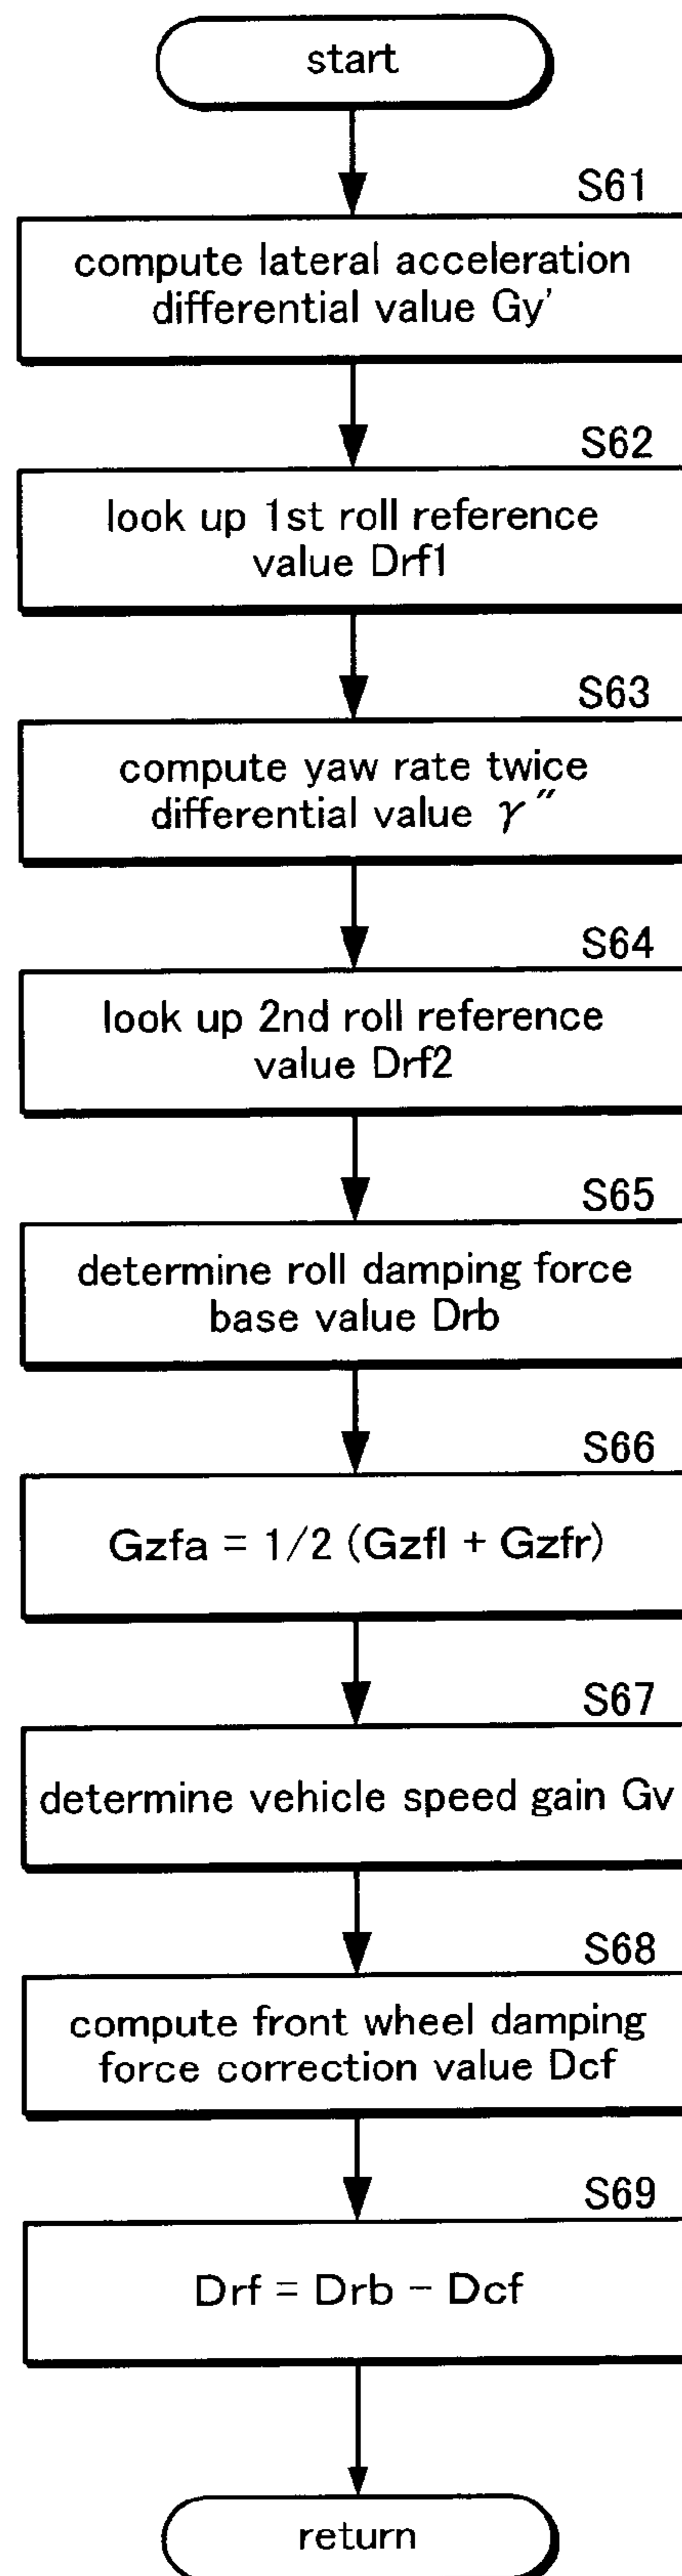 start
S61
compute lateral acceleration
differential value Gy'
S62
look up 1st roll reference
value Drf1
S63
compute yaw rate twice
differential value γ″
S64
look up 2nd roll reference
value Drf2
S65
determine roll damping force
base value Drb
S66
Gzfa = 1/2 (Gzfl + Gzfr)
S67
determine vehicle speed gain Gv
S68
compute front wheel damping
force correction value Dcf
S69
Drf = Drb − Dcf
return